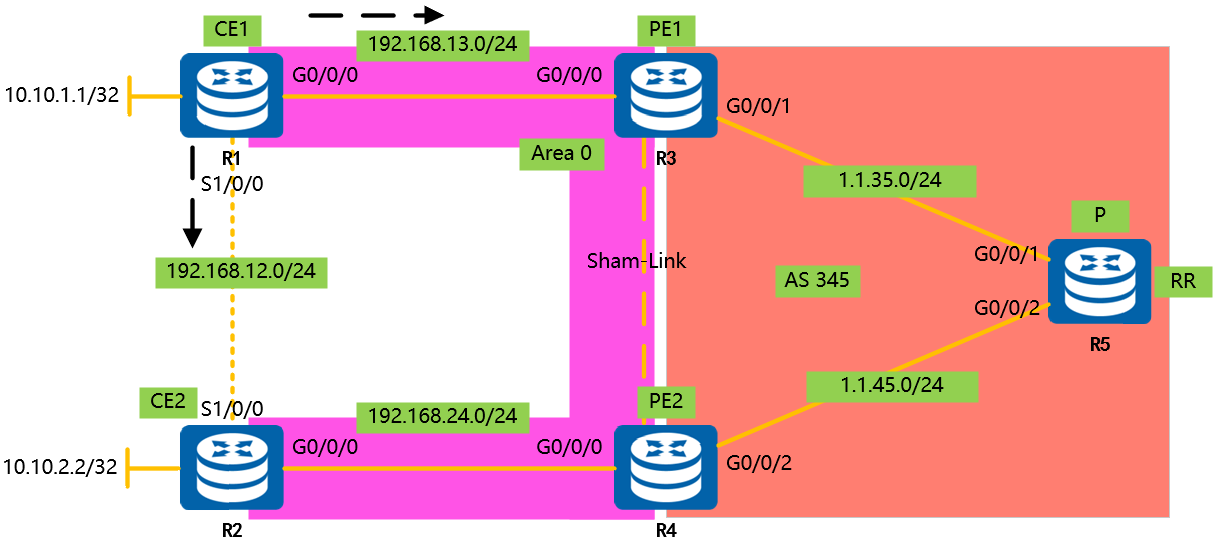 CE1
192.168.13.0/24
PE1
10.10.1.1/32
G0/0/0
G0/0/0
G0/0/1
R1
Area 0
R3
S1/0/0
1.1.35.0/24
P
G0/0/1
192.168.12.0/24
Sham-Link
AS 345
RR
G0/0/2
R5
CE2
S1/0/0
192.168.24.0/24
PE2
1.1.45.0/24
10.10.2.2/32
G0/0/0
G0/0/0
G0/0/2
R2
R4